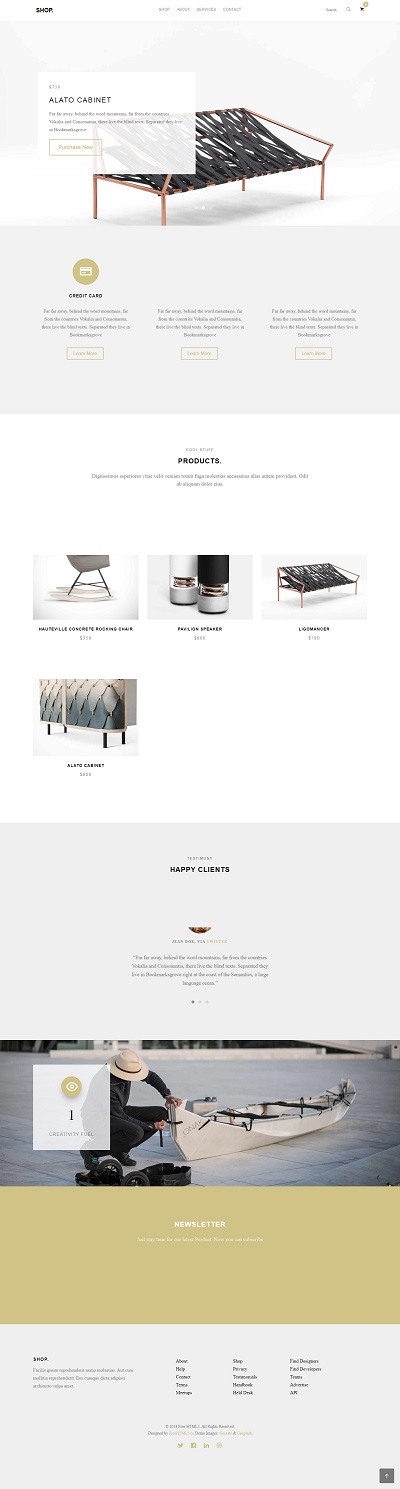 SHOP.
SHOP ABOUT SERVICES CONTACT
Search..
0
$750
ALATO CABINET
Far far away, behind the word mountains, far from the countries
Vokalia and Consonantia, there live the blind texts. Separated they live
in Bookmarksgrove
Purchase Now
CREDIT CARD
Far far away, behind the word mountains, far
from the countries Vokalia and Consonantia,
there live the blind texts. Separated they live in
Bookmarksgrove
Learn More
Far far away, behind the word mountains, far
from the countries Vokalia and Consonantia,
there live the blind texts. Separated they live in
Bookmarksgrove
Learn More
Far far away, behind the word mountains, far
from the countries Vokalia and Consonantia,
there live the blind texts. Separated they live in
Bookmarksgrove
Learn More
COOL STUFF
PRODUCTS.
Dignissimos asperiores vitae velit veniam totam fuga molestias accusamus alias autem provident. Odit
ab aliquam dolor eius.
HAUTEVILLE CONCRETE ROCKING CHAIR
$350
PAVILION SPEAKER
$600
LIGOMANCER
$780
ALATO CABINET
$800
TESTIMONY
HAPPY CLIENTS
JEAN DOE, VIA TWITTER
"Far far away, behind the word mountains, far from the countries
Vokalia and Consonantia, there live the blind texts. Separated they
live in Bookmarksgrove right at the coast of the Semantics, a large
language ocean."
1
CREATIVITY FUEL
NEWSLETTER
Just stay tune for our latest Product. Now you can subscribe
SHOP.
Facilis ipsum reprehenderit nemo molestias. Aut cum
mollitia reprehenderit. Eos cumque dicta adipisci
architecto culpa amet.
About
Help
Contact
Terms
Meetups
Shop
Privacy
Testimonials
Handbook
Held Desk
Find Designers
Find Developers
Teams
Advertise
API
© 2016 Free HTML5. All Rights Reserved.
Designed by FreeHTML5.co Demo Images: & Unsplash